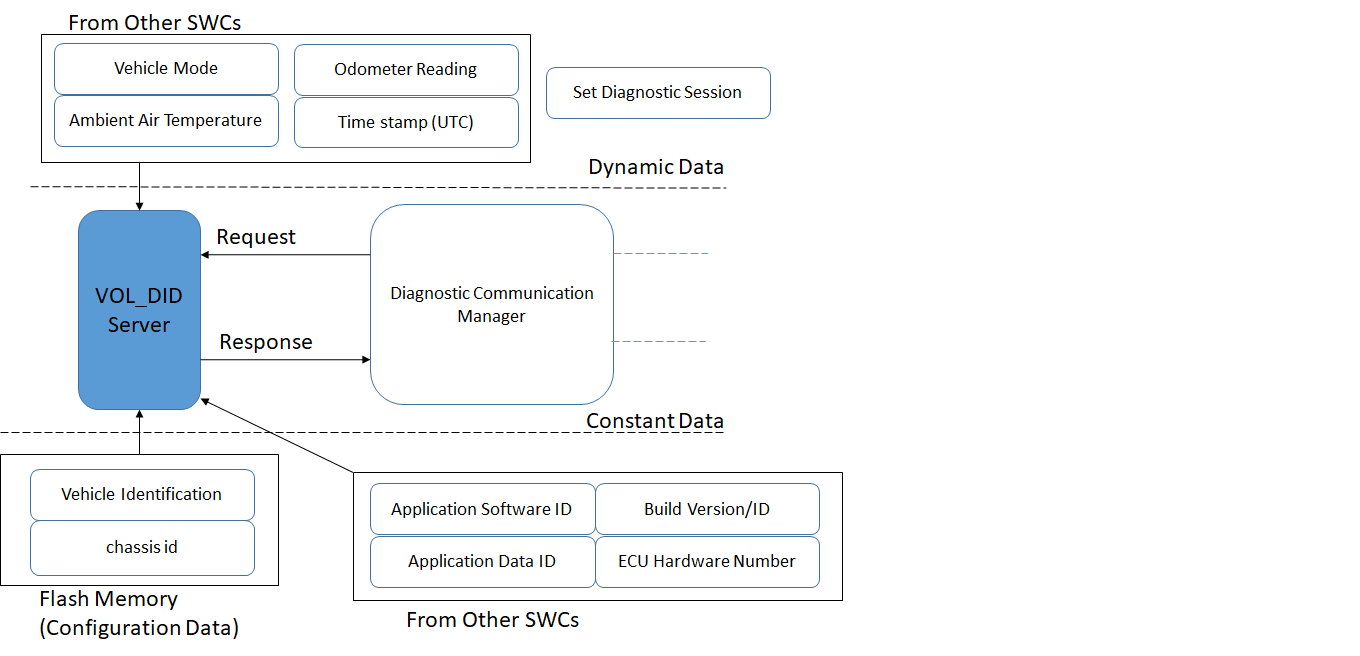 From Other SWCs
Vehicle Mode
Odometer Reading
Set Diagnostic Session
Ambient Air Temperature
Time stamp (UTC)
Dynamic Data
Request
VOL_DID
Server
Diagnostic Communication
Manager
Response
Constant Data
Vehicle Identification
chassis id
Application Software ID
Build Version/ID
Application Data ID
ECU Hardware Number
Flash Memory
(Configuration Data)
From Other SWCs